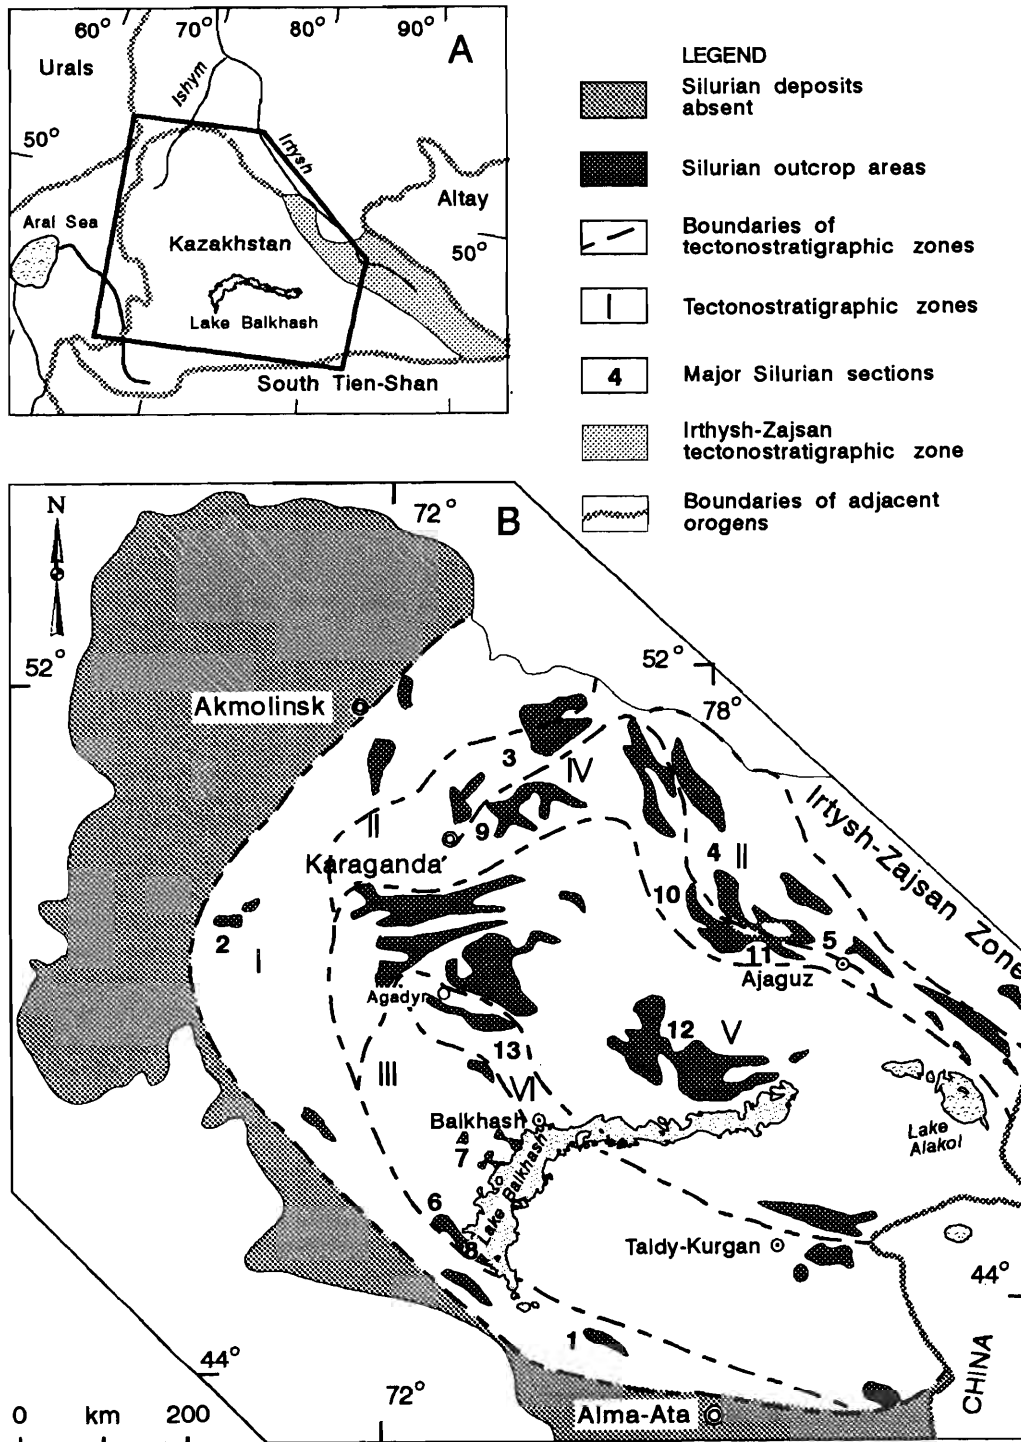 60° 70° 80° 90°
A
Urals
Ishym
50°
Irtysh
Altay
Aral Sea
Kazakhstan
50°
Lake Balkhash
South Tien-Shan
LEGEND
Silurian deposits
absent
Silurian outcrop areas
Boundaries of
tectonostratigraphic zones
I
Tectonostratigraphic zones
4
Major Silurian sections
Irthysh-Zajsan
tectonostratigraphic zone
Boundaries of adjacent
orogens
N
72°
B
52°
52°
78°
Akmolinsk
3
IV
II
9
Karaganda
4
II
Irtysh-Zajsan Zone
10
2
I
5
11
Ajaguz
Agadyr
12
V
13
III
VI
Balkhash
7
Lake Balkhash
Lake
Alakol
6
8
Taldy-Kurgan
44°
1
44°
72°
CHINA
0 km 200
Alma-Ata